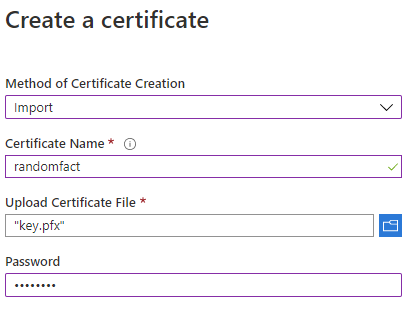 Create a certificate
Method of Certificate Creation
Import
Certificate Name *
randomfact
Upload Certificate File *
"key.pfx"
Password
••••••••